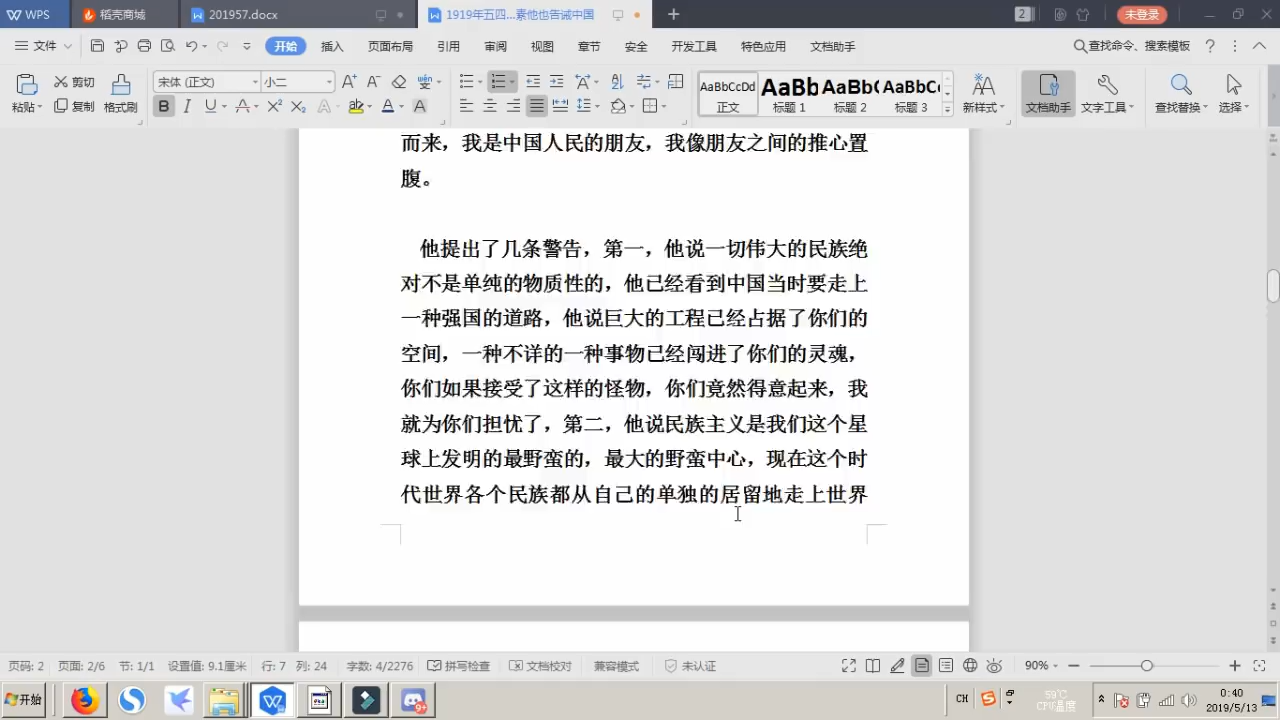 WPS 稻壳商城 201957.docx 1919年五四...素他也告诫中国 2 未登录
文件 开始 插入 页面布局 引用 审阅 视图 章节 安全 开发工具 特色应用 文档助手 查找命令、搜索模板
粘贴 剪切 复制 格式刷 宋体 (正文) 小二 AaBbCcDd 正文 AaBb 标题 1 AaBb( 标题 2 AaBbC( 标题 3 新样式 文档助手 文字工具 查找替换 选择
而来，我是中国人民的朋友，我像朋友之间的推心置
腹。
他提出了几条警告，第一，他说一切伟大的民族绝
对不是单纯的物质性的，他已经看到中国当时要走上
一种强国的道路，他说巨大的工程已经占据了你们的
空间，一种不详的一种事物已经闯进了你们的灵魂，
你们如果接受了这样的怪物，你们竟然得意起来，我
就为你们担忧了，第二，他说民族主义是我们这个星
球上发明的最野蛮的，最大的野蛮中心，现在这个时
代世界各个民族都从自己的单独的居留地走上世界
页码: 2 页面: 2/6 节: 1/1 设置值: 9.1厘米 行: 7 列: 24 字数: 4/2276 拼写检查 文档校对 兼容模式 未认证 90%
开始 CH 59℃ CPU温度 0:40
2019/5/13